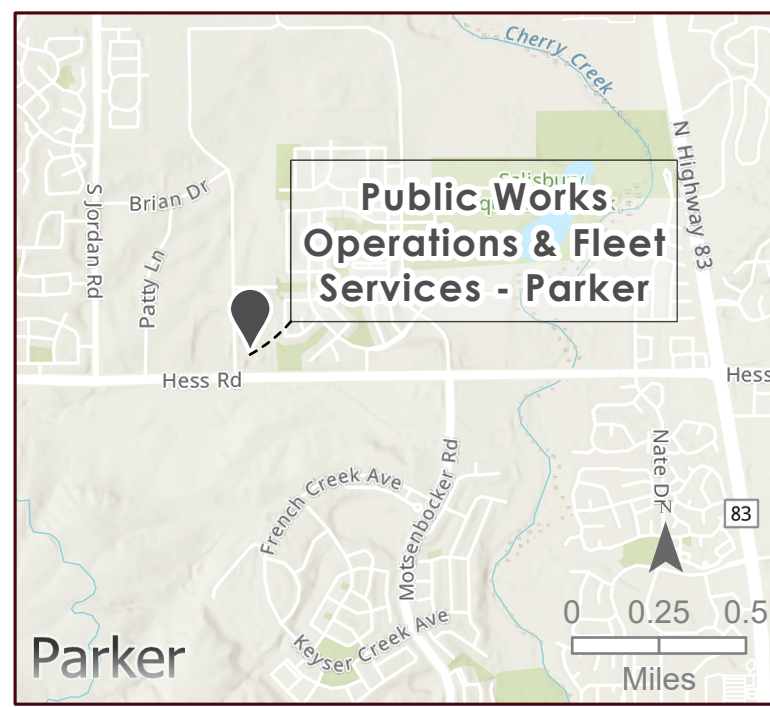 Cherry
Creek
N Highway 83
S Jordan Rd
Brian Dr
Patty Ln
Salisbury
Public Works
Operations & Fleet
Services - Parker
Hess Rd
Hess
Nate Dr
N
French Creek Ave
Motsenbocker Rd
83
Keyser Creek Ave
0 0.25 0.5
Miles
Parker